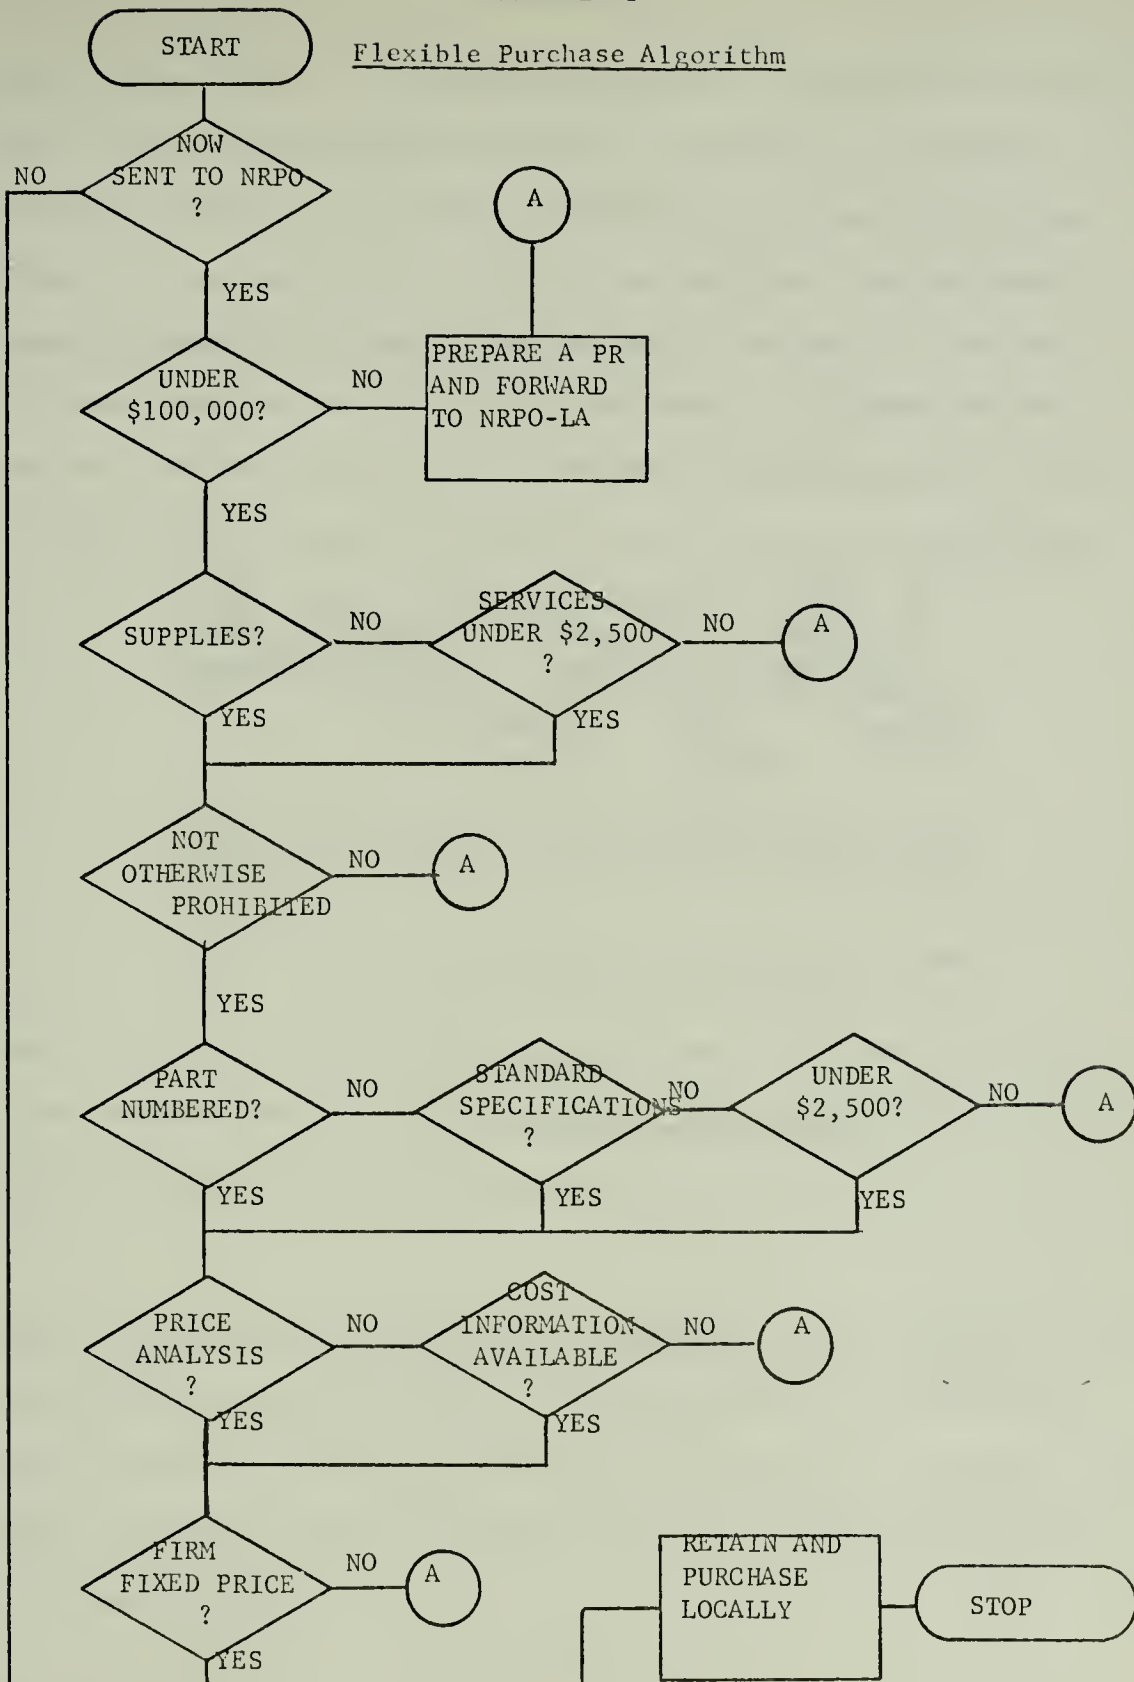 START
Flexible Purchase Algorithm
NOW
SENT TO NRPO
?
NO
YES
A
PREPARE A PR
AND FORWARD
TO NRPO-LA
UNDER
$100,000?
NO
YES
SUPPLIES?
NO
SERVICES
UNDER $2,500
?
NO
A
YES
YES
NOT
OTHERWISE
PROHIBITED
NO
A
YES
PART
NUMBERED?
NO
STANDARD
SPECIFICATIONS
?
NO
UNDER
$2,500?
NO
A
YES
YES
YES
PRICE
ANALYSIS
?
NO
COST
INFORMATION
AVAILABLE
?
NO
A
YES
YES
FIRM
FIXED PRICE
?
NO
A
YES
RETAIN AND
PURCHASE
LOCALLY
STOP